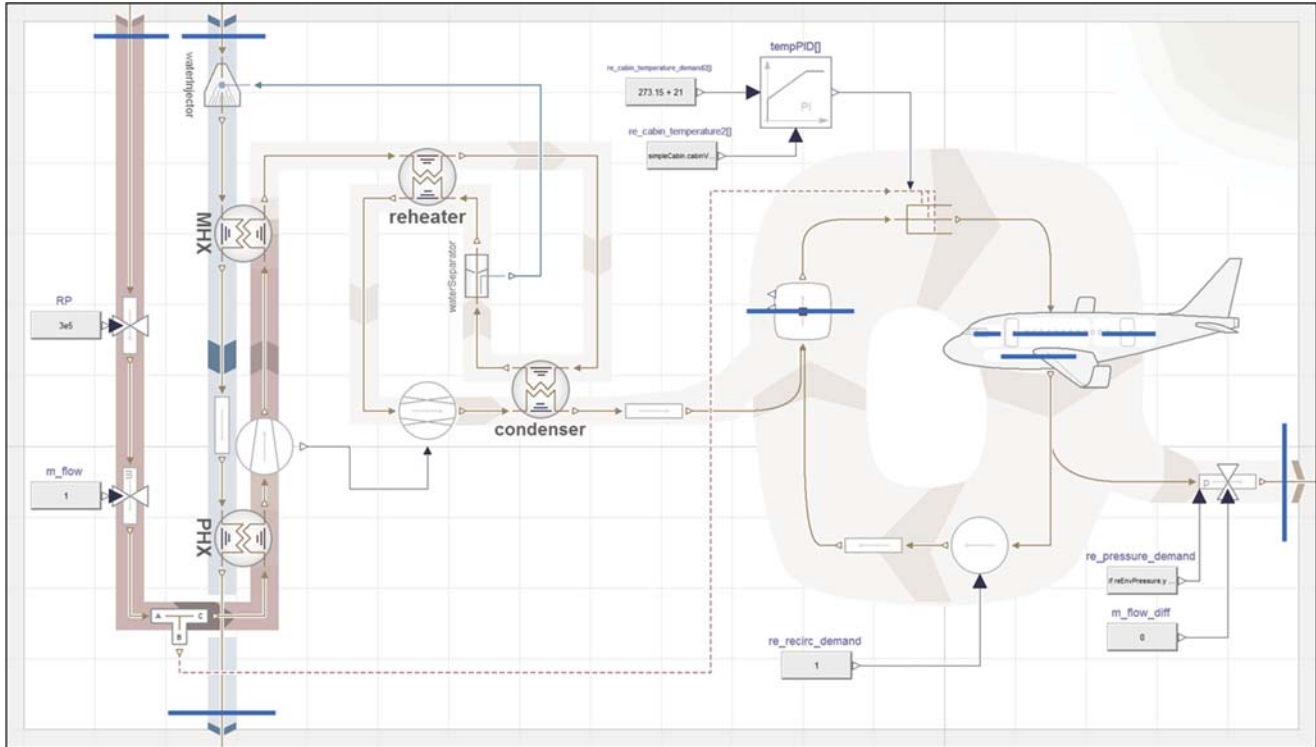 tempPID[]
re_cabin_temperature_demand2[]
273.15 + 21
PI
re_cabin_temperature2[]
simpleCabin.cabinV...
waterInjector
MHX
reheater
waterSeparator
RP
3e5
condenser
m_flow
1
m
PHX
A
C
B
p
re_pressure_demand
if reEnvPressure.y ...
m_flow_diff
0
re_recirc_demand
1